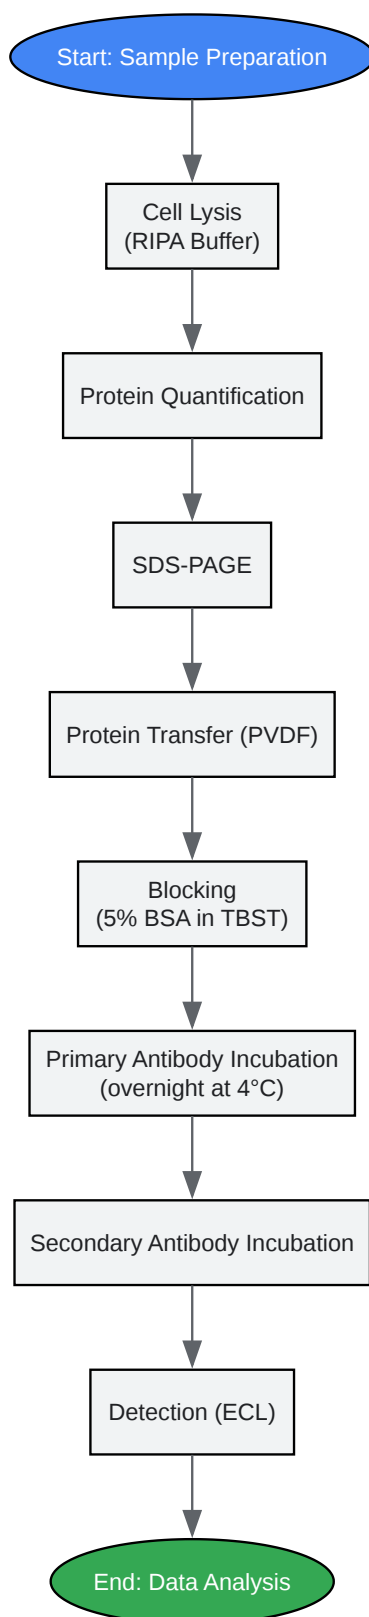 Start: Sample Preparation
Cell Lysis
(RIPA Buffer)
Protein Quantification
SDS-PAGE
Protein Transfer (PVDF)
Blocking
(5% BSA in TBST)
Primary Antibody Incubation
(overnight at 4°C)
Secondary Antibody Incubation
Detection (ECL)
End: Data Analysis